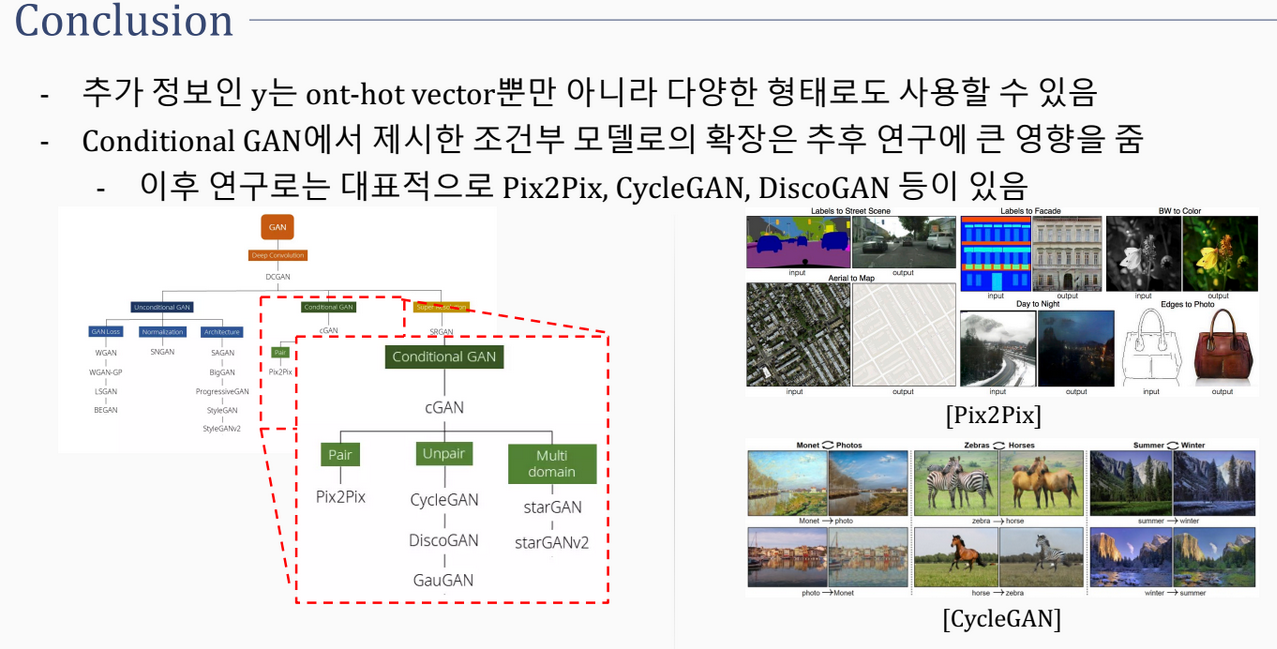 Conclusion
- 추가 정보인 y는 ont-hot vector뿐만 아니라 다양한 형태로도 사용할 수 있음
- Conditional GAN에서 제시한 조건부 모델로의 확장은 추후 연구에 큰 영향을 줌
- 이후 연구로는 대표적으로 Pix2Pix, CycleGAN, DiscoGAN 등이 있음
GAN
Deep Convolution
DCGAN
Unconditional GAN
Conditional GAN
cGAN
SRGAN
GAN Loss
Normalization
Architecture
WGAN
WGAN-GP
LSGAN
BEGAN
SNGAN
SAGAN
BigGAN
ProgressiveGAN
StyleGAN
StyleGANv2
Pair
Pix2Pix
Conditional GAN
cGAN
Pair
Unpair
Multi
domain
Pix2Pix
CycleGAN
DiscoGAN
GauGAN
starGAN
starGANv2
Labels to Street Scene
input output
Aerial to Map
input output
Labels to Facade
input output
BW to Color
input output
Day to Night
input output
Edges to Photo
input output
[Pix2Pix]
Monet Photos
Zebras Horses
Summer Winter
Monet → photo
zebra → horse
summer → winter
photo → Monet
horse → zebra
winter → summer
[CycleGAN]